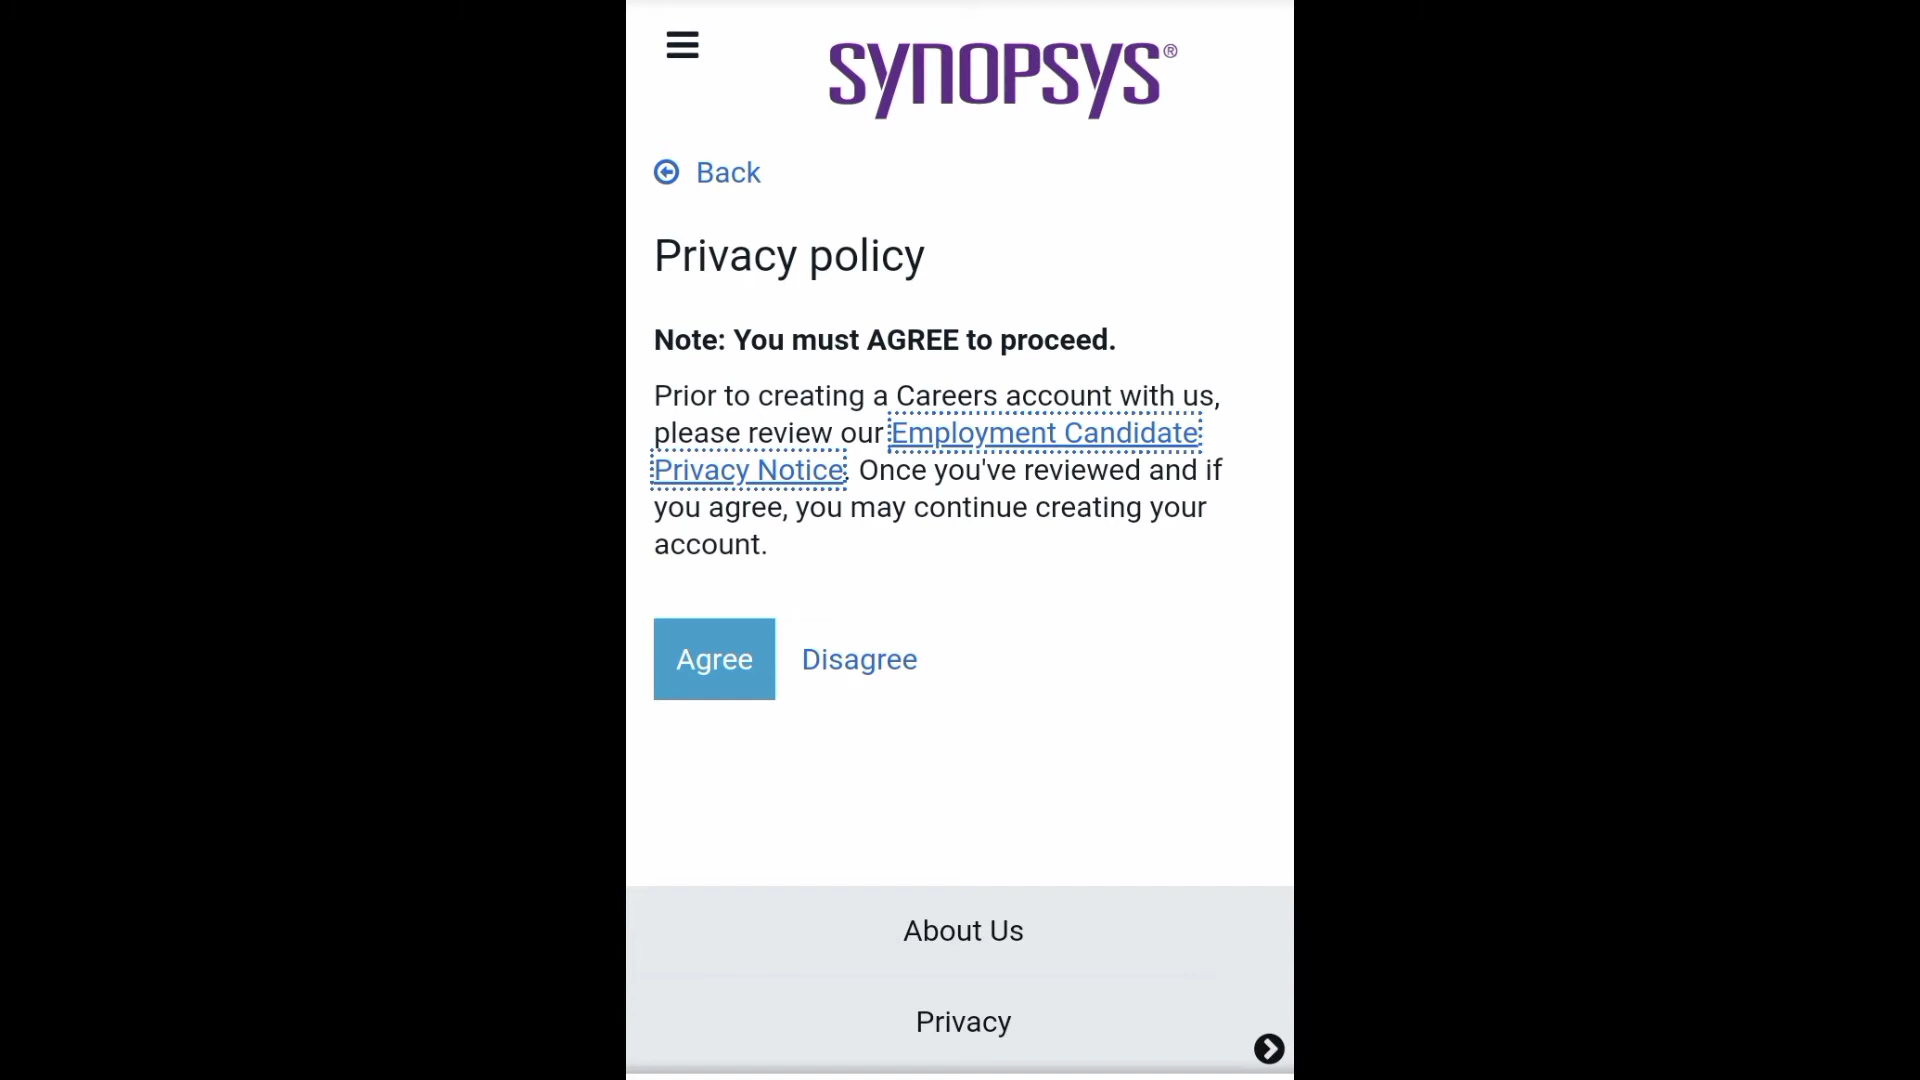 SYNOPSYS®
Back
Privacy policy
Note: You must AGREE to proceed.
Prior to creating a Careers account with us,
please review our Employment Candidate
Privacy Notice. Once you've reviewed and if
you agree, you may continue creating your
account.
Agree Disagree
About Us
Privacy